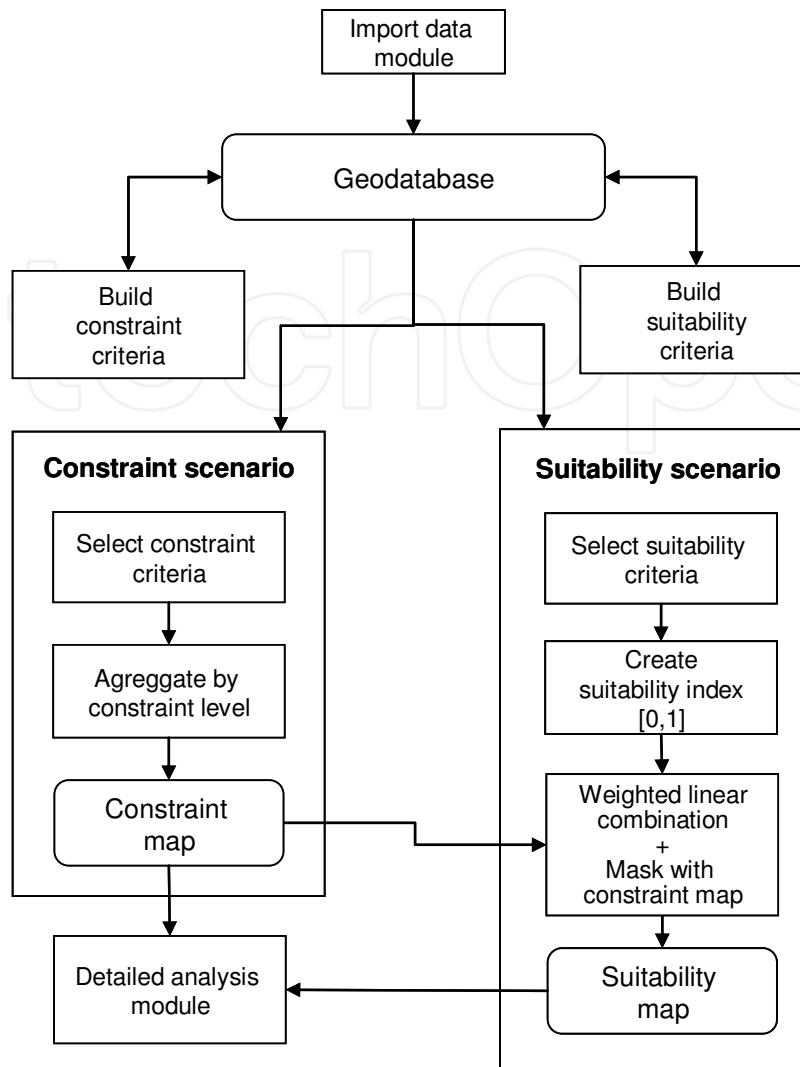 Import data
module
Geodatabase
Build
constraint
criteria
Build
suitability
criteria
Constraint scenario
Select constraint
criteria
Agreggate by
constraint level
Constraint
map
Detailed analysis
module
Suitability scenario
Select suitability
criteria
Create
suitability index
[0,1]
Weighted linear
combination
+
Mask with
constraint map
Suitability
map